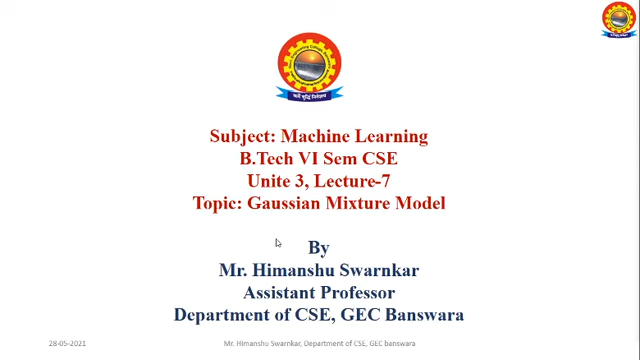 Subject: Machine Learning
B.Tech VI Sem CSE
Unite 3, Lecture-7
Topic: Gaussian Mixture Model
By
Mr. Himanshu Swarnkar
Assistant Professor
Department of CSE, GEC Banswara
28-05-2021 Mr. Himanshu Swarnkar, Department of CSE, GEC banswara